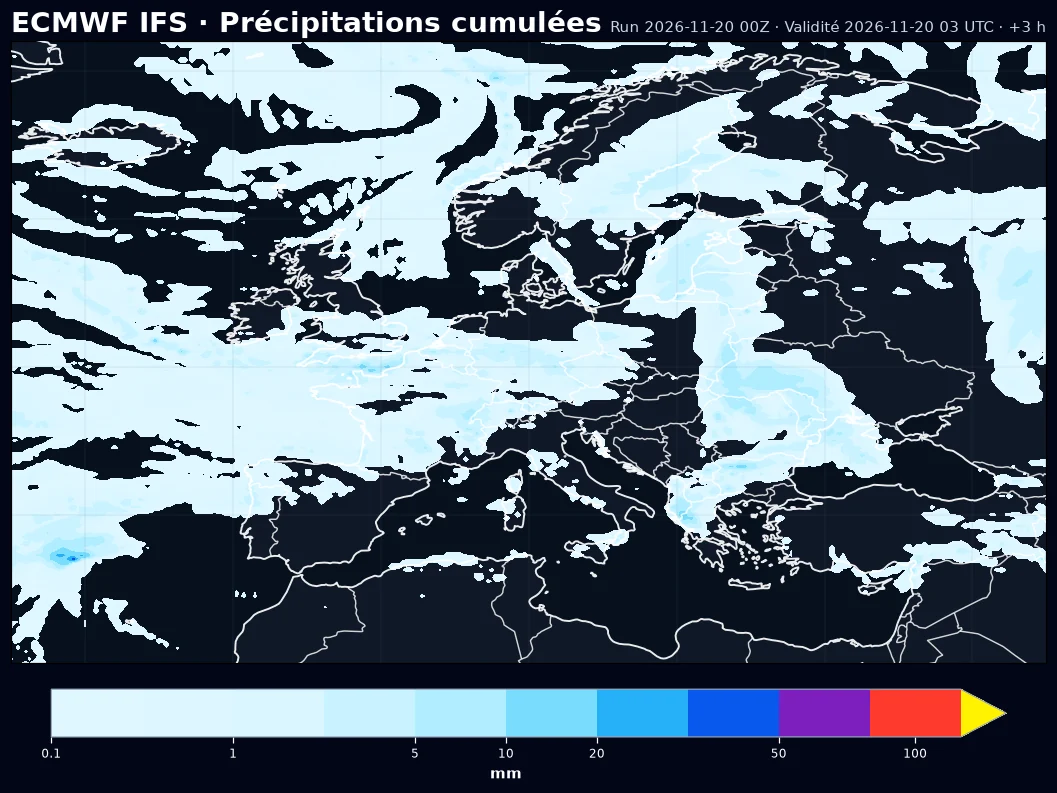 ECMWF IFS · Précipitations cumulées Run 2026-11-20 00Z · Validité 2026-11-20 03 UTC · +3 h
0.1 1 5 10 20 50 100
mm